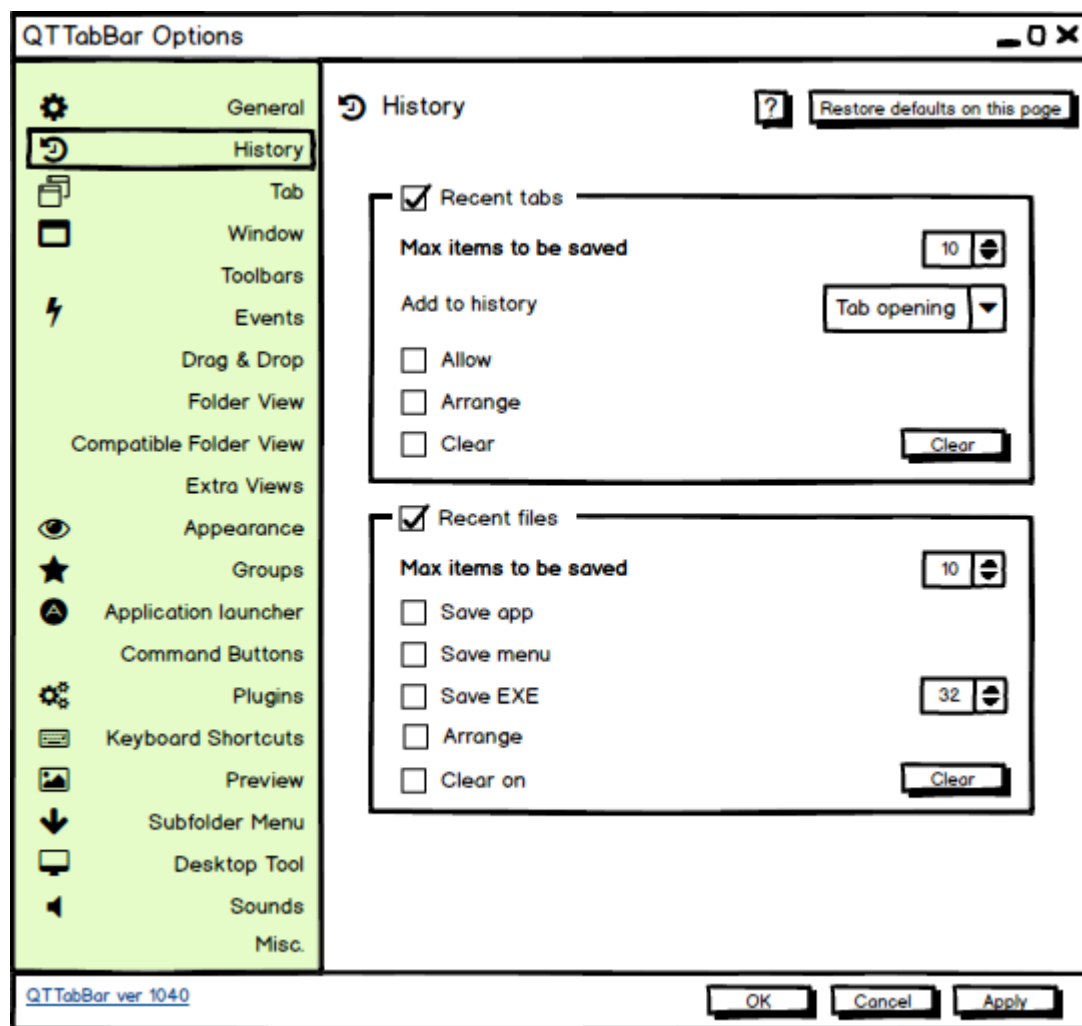 QTTabBar Options
General
History
Tab
Window
Toolbars
Events
Drag & Drop
Folder View
Compatible Folder View
Extra Views
Appearance
Groups
Application launcher
Command Buttons
Plugins
Keyboard Shortcuts
Preview
Subfolder Menu
Desktop Tool
Sounds
Misc.
History
? Restore defaults on this page
Recent tabs
Max items to be saved 10
Add to history Tab opening
Allow
Arrange
Clear Clear
Recent files
Max items to be saved 10
Save app
Save menu
Save EXE 32
Arrange
Clear on Clear
QTTabBar ver 1040
OK Cancel Apply